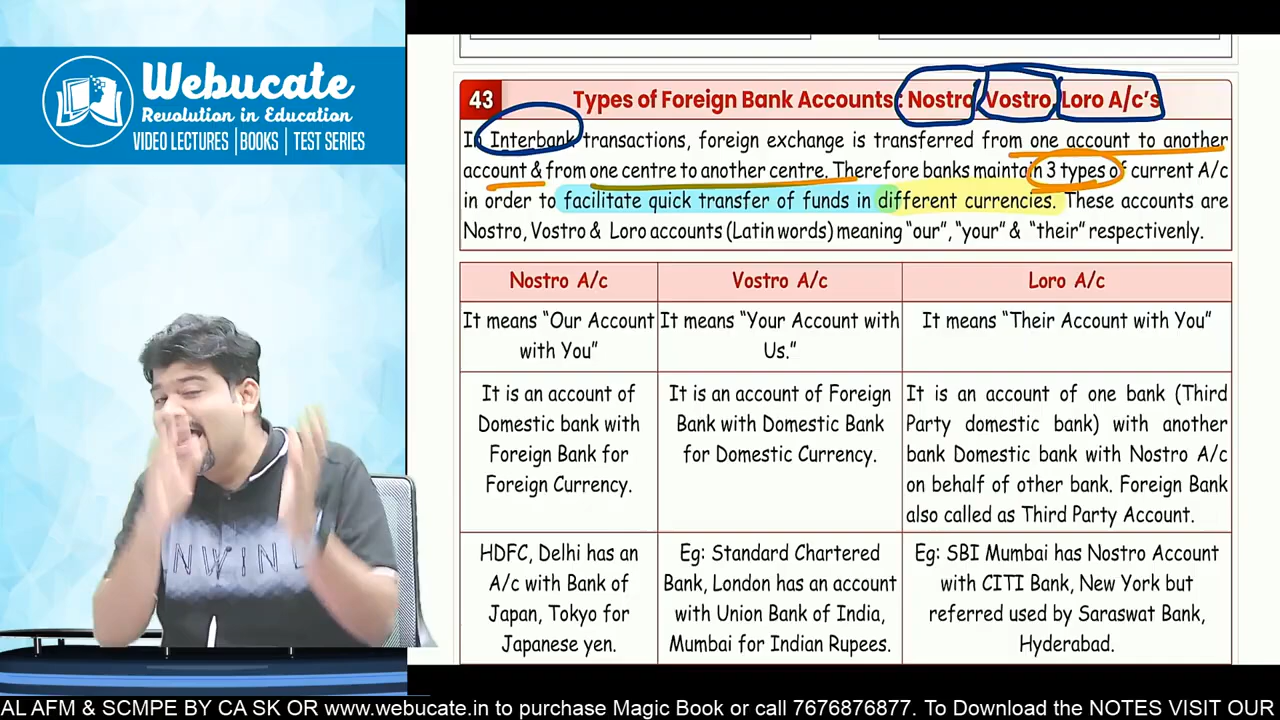 Webucate
Revolution in Education
VIDEO LECTURES | BOOKS | TEST SERIES
43 Types of Foreign Bank Accounts : Nostro, Vostro, Loro A/c's
In Interbank transactions, foreign exchange is transferred from one account to another
account & from one centre to another centre. Therefore banks maintain 3 types of current A/c
in order to facilitate quick transfer of funds in different currencies. These accounts are
Nostro, Vostro & Loro accounts (Latin words) meaning “our”, “your” & “their” respectivenly.
Nostro A/c
Vostro A/c
Loro A/c
It means “Our Account
with You”
It means “Your Account with
Us.”
It means “Their Account with You”
It is an account of
Domestic bank with
Foreign Bank for
Foreign Currency.
It is an account of Foreign
Bank with Domestic Bank
for Domestic Currency.
It is an account of one bank (Third
Party domestic bank) with another
bank Domestic bank with Nostro A/c
on behalf of other bank. Foreign Bank
also called as Third Party Account.
HDFC, Delhi has an
A/c with Bank of
Japan, Tokyo for
Japanese yen.
Eg: Standard Chartered
Bank, London has an account
with Union Bank of India,
Mumbai for Indian Rupees.
Eg: SBI Mumbai has Nostro Account
with CITI Bank, New York but
referred used by Saraswat Bank,
Hyderabad.
AL AFM & SCMPE BY CA SK OR www.webucate.in to purchase Magic Book or call 7676876877. To Download the NOTES VISIT OUR